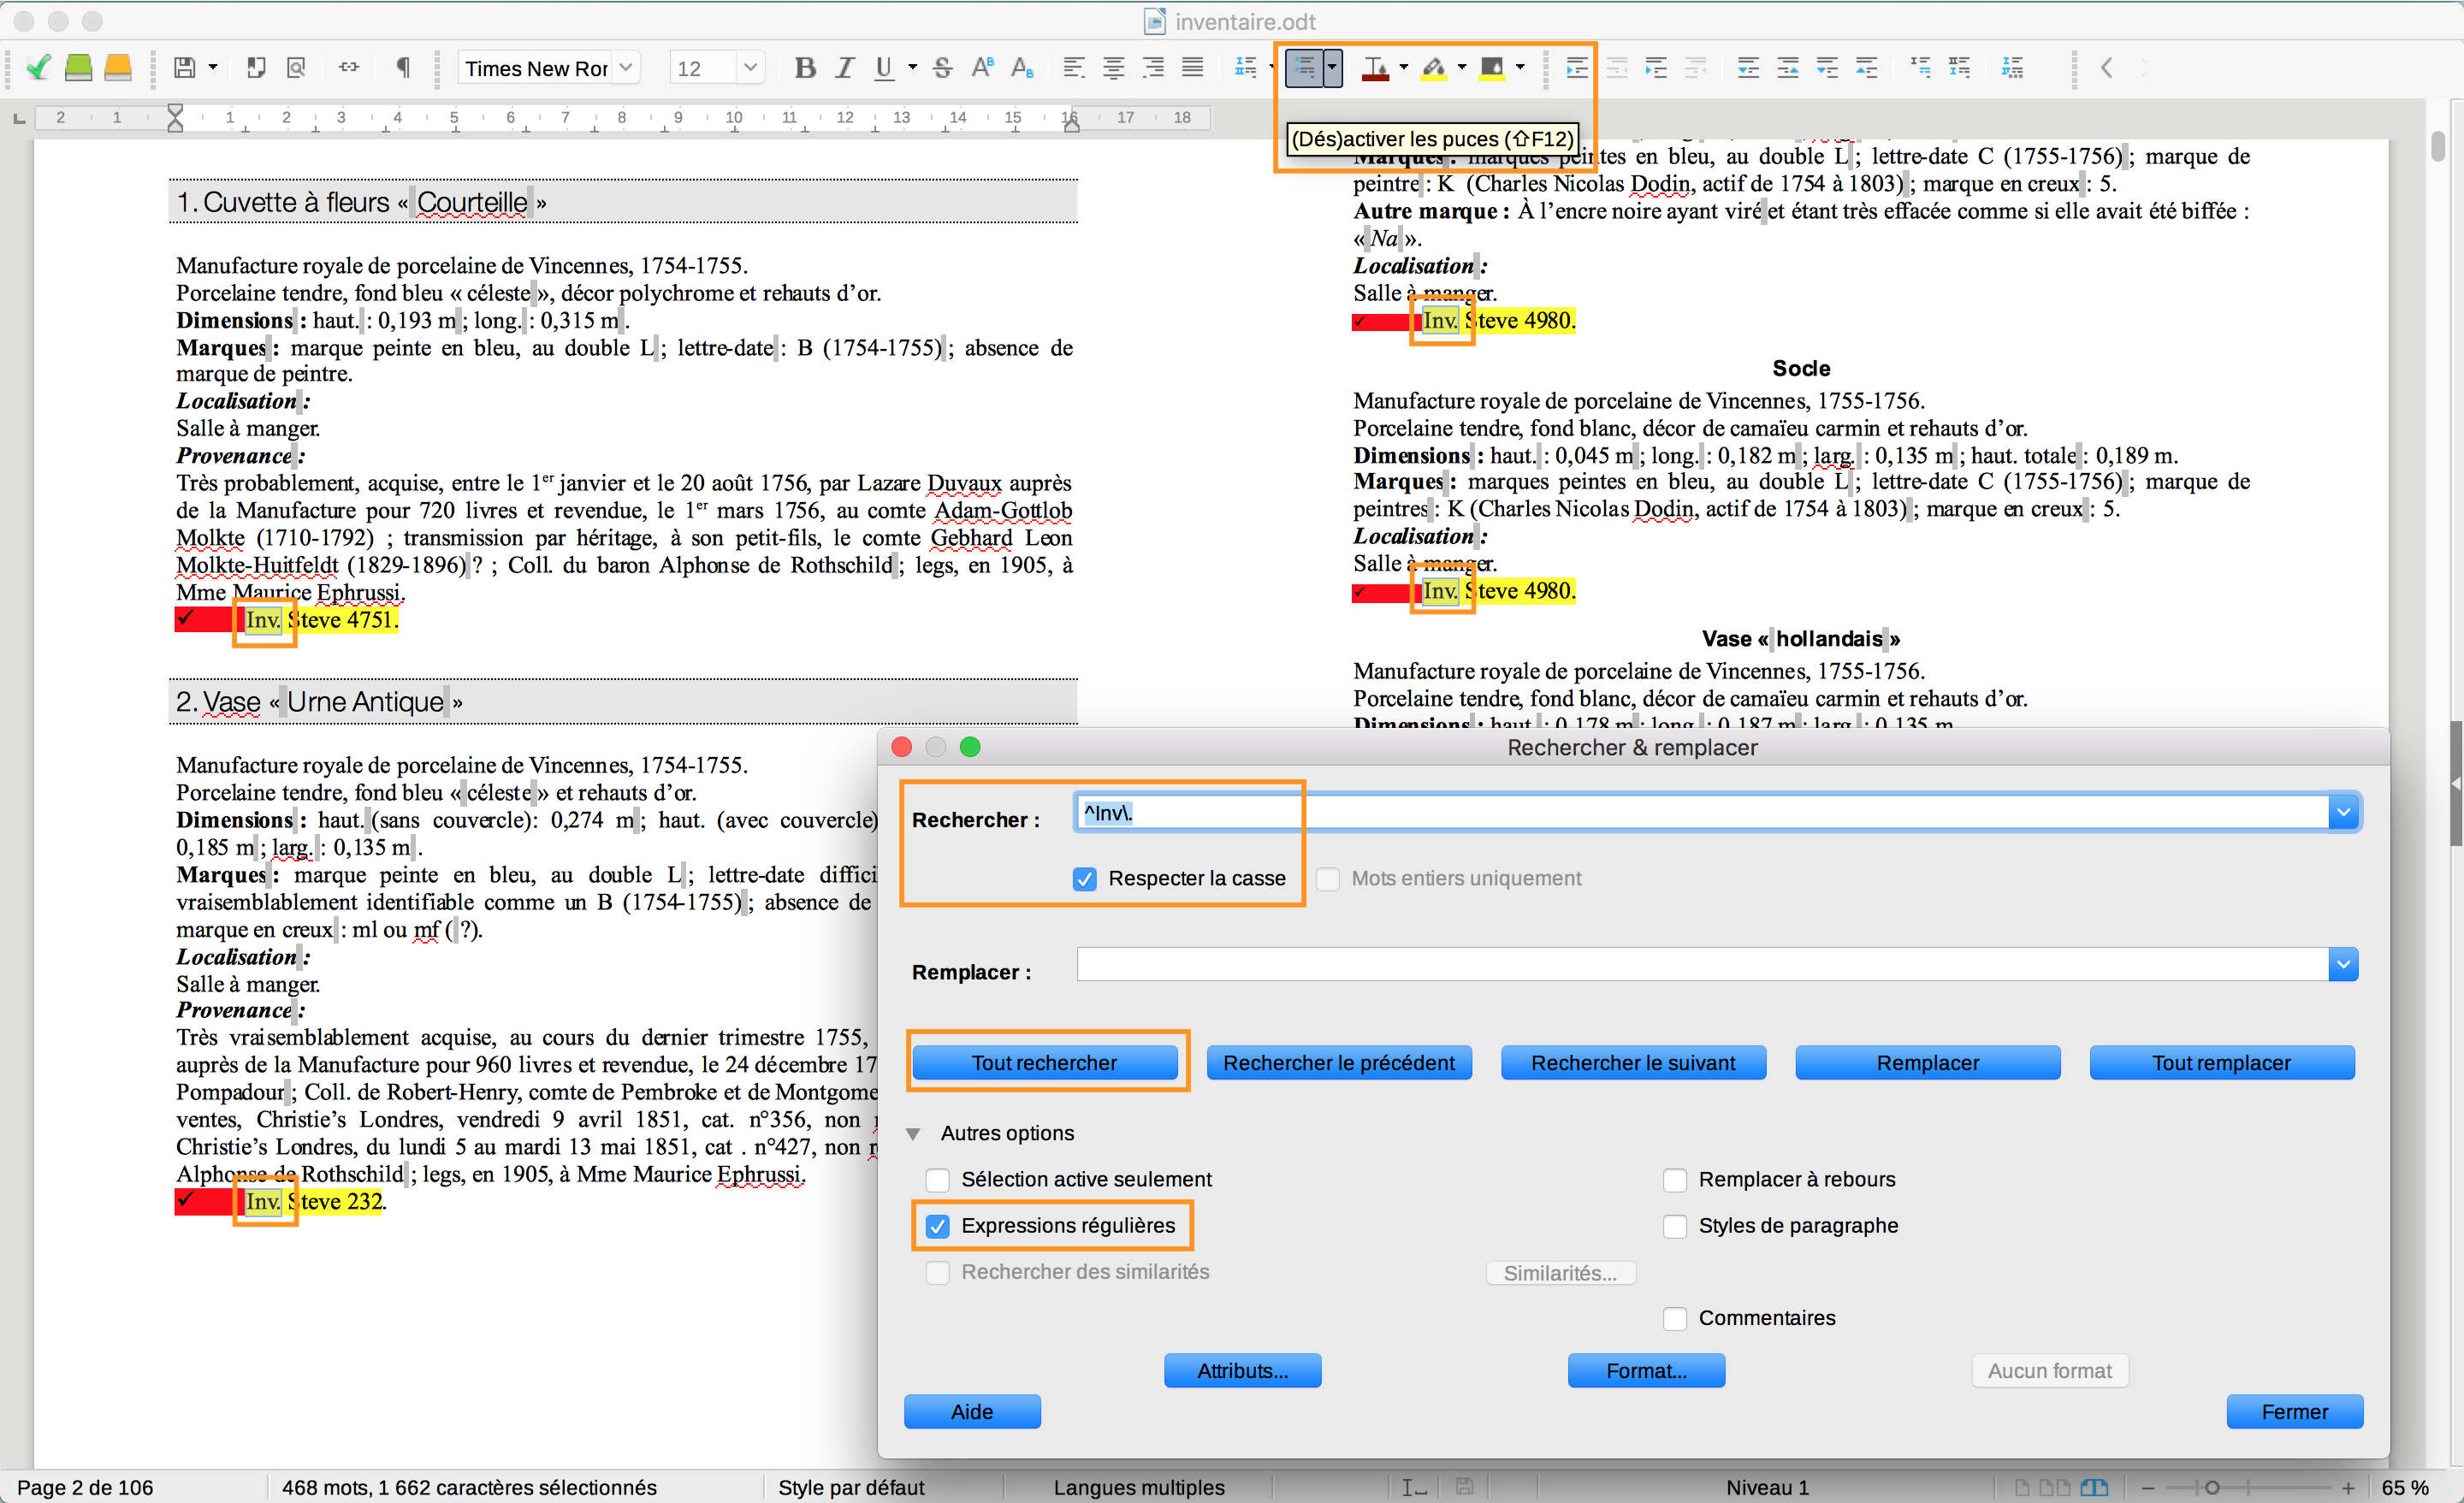 inventaire.odt
Times New Ror
12
2 1 1 2 3 4 5 6 7 8 9 10 11 12 13 14 15 16 17 18
(Dés)activer les puces (⇧F12)
1. Cuvette à fleurs « Courteille »
Manufacture royale de porcelaine de Vincennes, 1754-1755.
Porcelaine tendre, fond bleu « céleste », décor polychrome et rehauts d’or.
Dimensions : haut. : 0,193 m ; long. : 0,315 m .
Marques : marque peinte en bleu, au double L ; lettre-date : B (1754-1755) ; absence de
marque de peintre.
Localisation :
Salle à manger.
Provenance :
Très probablement, acquise, entre le 1er janvier et le 20 août 1756, par Lazare Duvaux auprès
de la Manufacture pour 720 livres et revendue, le 1er mars 1756, au comte Adam-Gottlob
Molkte (1710-1792) ; transmission par héritage, à son petit-fils, le comte Gebhard Leon
Molkte-Huitfeldt (1829-1896) ? ; Coll. du baron Alphonse de Rothschild ; legs, en 1905, à
Mme Maurice Ephrussi.
✓ Inv. Steve 4751.
2. Vase « Urne Antique »
Manufacture royale de porcelaine de Vincennes, 1754-1755.
Porcelaine tendre, fond bleu « céleste » et rehauts d’or.
Dimensions : haut. (sans couvercle): 0,274 m ; haut. (avec couvercle)
0,185 m ; larg. : 0,135 m .
Marques : marque peinte en bleu, au double L ; lettre-date diffici
vraisemblablement identifiable comme un B (1754-1755) ; absence de
marque en creux : ml ou mf ( ?).
Localisation :
Salle à manger.
Provenance :
Très vraisemblablement acquise, au cours du dernier trimestre 1755,
auprès de la Manufacture pour 960 livres et revendue, le 24 décembre 17
Pompadour ; Coll. de Robert-Henry, comte de Pembroke et de Montgome
ventes, Christie’s Londres, vendredi 9 avril 1851, cat. n°356, non
Christie’s Londres, du lundi 5 au mardi 13 mai 1851, cat . n°427, non r
Alphonse de Rothschild ; legs, en 1905, à Mme Maurice Ephrussi.
✓ Inv. Steve 232.
Marques : marques peintes en bleu, au double L ; lettre-date C (1755-1756) ; marque de
peintre : K (Charles Nicolas Dodin, actif de 1754 à 1803) ; marque en creux : 5.
Autre marque : À l’encre noire ayant viré et étant très effacée comme si elle avait été biffée :
« Na ».
Localisation :
Salle à manger.
✓ Inv. Steve 4980.
Socle
Manufacture royale de porcelaine de Vincennes, 1755-1756.
Porcelaine tendre, fond blanc, décor de camaïeu carmin et rehauts d’or.
Dimensions : haut. : 0,045 m ; long. : 0,182 m ; larg. : 0,135 m ; haut. totale : 0,189 m.
Marques : marques peintes en bleu, au double L ; lettre-date C (1755-1756) ; marque de
peintres : K (Charles Nicolas Dodin, actif de 1754 à 1803) ; marque en creux : 5.
Localisation :
Salle à manger.
✓ Inv. Steve 4980.
Vase « hollandais »
Manufacture royale de porcelaine de Vincennes, 1755-1756.
Porcelaine tendre, fond blanc, décor de camaïeu carmin et rehauts d’or.
Dimensions : haut. : 0,178 m ; long. : 0,187 m ; larg. : 0,135 m
Rechercher & remplacer
Rechercher : ^Inv\.
Respecter la casse Mots entiers uniquement
Remplacer :
Tout rechercher Rechercher le précédent Rechercher le suivant Remplacer Tout remplacer
Autres options
Sélection active seulement Remplacer à rebours
Expressions régulières Styles de paragraphe
Rechercher des similarités Similarités...
Commentaires
Attributs... Format... Aucun format
Aide Fermer
Page 2 de 106 468 mots, 1 662 caractères sélectionnés Style par défaut Langues multiples Niveau 1 65 %